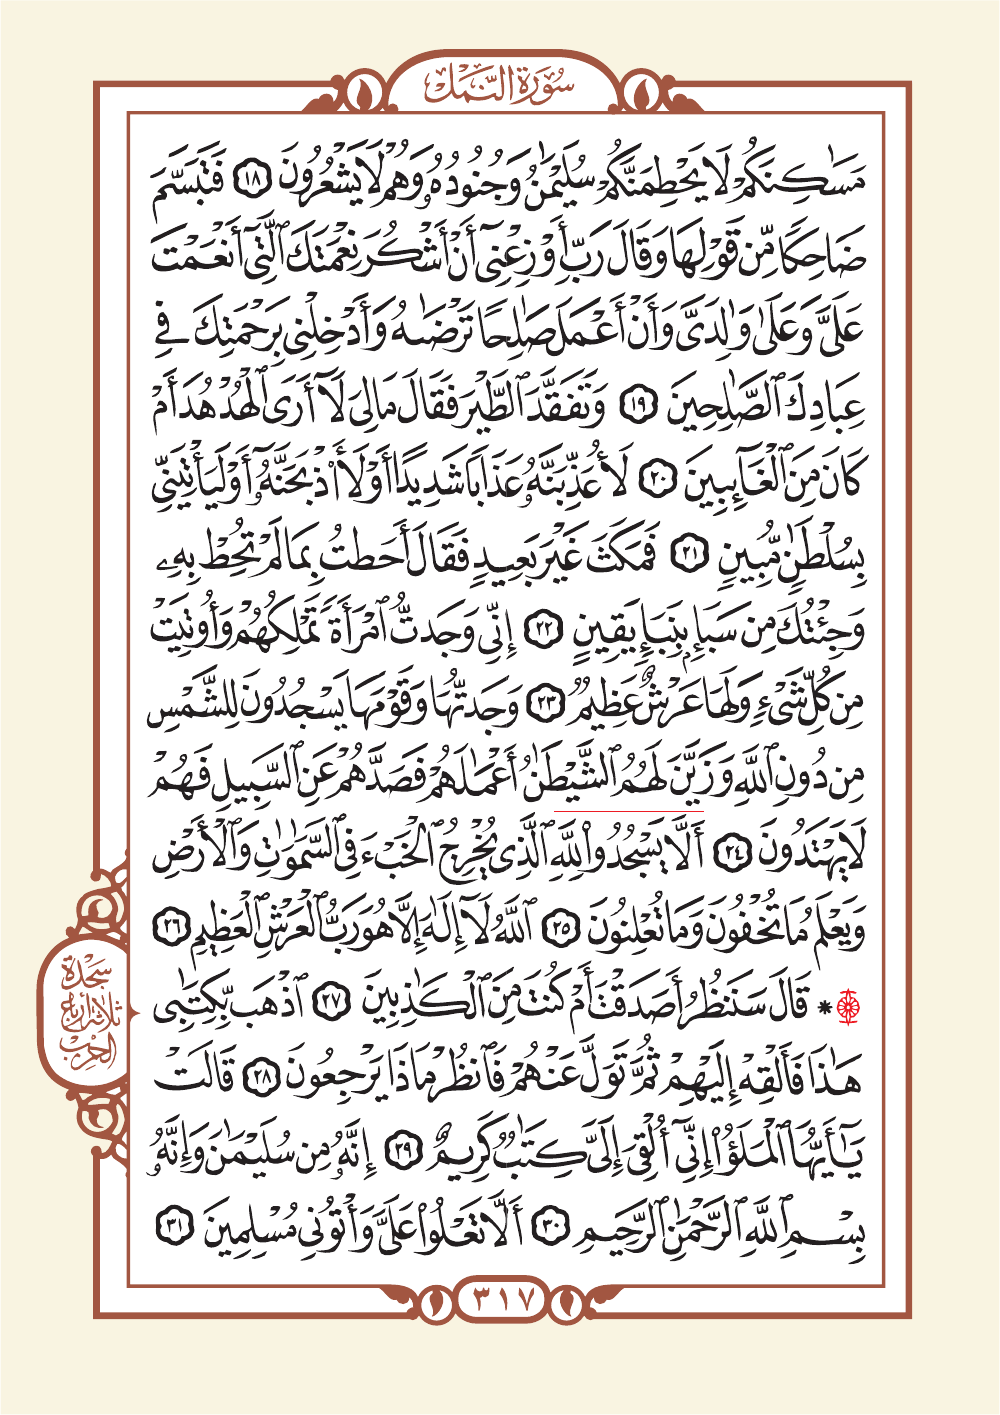 سُورَةُ النَّمْلِ
مَسَٰكِنَكُمْ لَا يَحْطِمَنَّكُمْ سُلَيْمَٰنُ وَجُنُودُهُۥ وَهُمْ لَا يَشْعُرُونَ ١٨ فَتَبَسَّمَ
ضَاحِكًا مِّن قَوْلِهَا وَقَالَ رَبِّ أَوْزِعْنِىٓ أَنْ أَشْكُرَ نِعْمَتَكَ ٱلَّتِىٓ أَنْعَمْتَ
عَلَىَّ وَعَلَىٰ وَٰلِدَىَّ وَأَنْ أَعْمَلَ صَٰلِحًا تَرْضَىٰهُ وَأَدْخِلْنِى بِرَحْمَتِكَ فِى
عِبَادِكَ ٱلصَّٰلِحِينَ ١٩ وَتَفَقَّدَ ٱلطَّيْرَ فَقَالَ مَالِىَ لَآ أَرَى ٱلْهُدْهُدَ أَمْ
كَانَ مِنَ ٱلْغَآئِبِينَ ٢٠ لَأُعَذِّبَنَّهُۥ عَذَابًا شَدِيدًا أَوْ لَأَا۟ذْبَحَنَّهُۥٓ أَوْ لَيَأْتِيَنِّى
بِسُلْطَٰنٍ مُّبِينٍ ٢١ فَمَكَثَ غَيْرَ بَعِيدٍ فَقَالَ أَحَطتُ بِمَا لَمْ تُحِطْ بِهِۦ
وَجِئْتُكَ مِن سَبَإٍۭ بِنَبَإٍ يَقِينٍ ٢٢ إِنِّى وَجَدتُّ ٱمْرَأَةً تَمْلِكُهُمْ وَأُوتِيَتْ
مِن كُلِّ شَىْءٍ وَلَهَا عَرْشٌ عَظِيمٌ ٢٣ وَجَدتُّهَا وَقَوْمَهَا يَسْجُدُونَ لِلشَّمْسِ
مِن دُونِ ٱللَّهِ وَزَيَّنَ لَهُمُ ٱلشَّيْطَٰنُ أَعْمَٰلَهُمْ فَصَدَّهُمْ عَنِ ٱلسَّبِيلِ فَهُمْ
لَا يَهْتَدُونَ ٢٤ أَلَّا يَسْجُدُوا۟ لِلَّهِ ٱلَّذِى يُخْرِجُ ٱلْخَبْءَ فِى ٱلسَّمَٰوَٰتِ وَٱلْأَرْضِ
وَيَعْلَمُ مَا تُخْفُونَ وَمَا تُعْلِنُونَ ٢٥ ٱللَّهُ لَآ إِلَٰهَ إِلَّا هُوَ رَبُّ ٱلْعَرْشِ ٱلْعَظِيمِ ٢٦
* قَالَ سَنَنظُرُ أَصَدَقْتَ أَمْ كُنتَ مِنَ ٱلْكَٰذِبِينَ ٢٧ ٱذْهَب بِّكِتَٰبِى
هَٰذَا فَأَلْقِهْ إِلَيْهِمْ ثُمَّ تَوَلَّ عَنْهُمْ فَٱنظُرْ مَاذَا يَرْجِعُونَ ٢٨ قَالَتْ
يَٰٓأَيُّهَا ٱلْمَلَؤُا۟ إِنِّىٓ أُلْقِىَ إِلَىَّ كِتَٰبٌ كَرِيمٌ ٢٩ إِنَّهُۥ مِن سُلَيْمَٰنَ وَإِنَّهُۥ
بِسْمِ ٱللَّهِ ٱلرَّحْمَٰنِ ٱلرَّحِيمِ ٣٠ أَلَّا تَعْلُوا۟ عَلَىَّ وَأْتُونِى مُسْلِمِينَ ٣١
سجدة
ثلاثة أرباع
الحزب
٣١٧